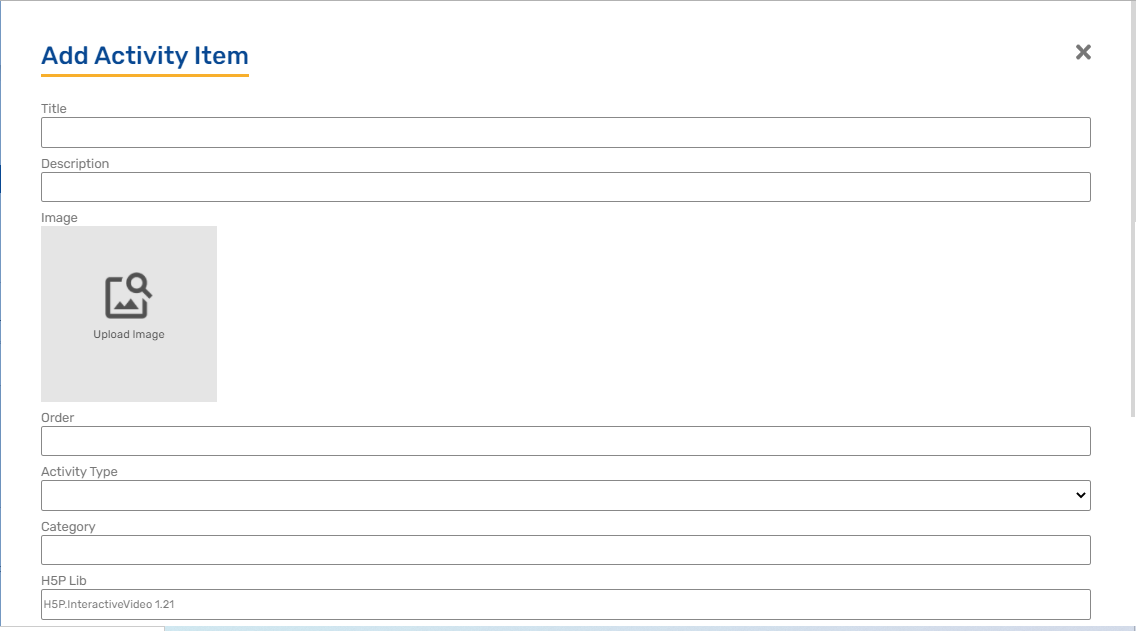 Add Activity Item
Title
Description
Image
Upload Image
Order
Activity Type
Category
H5P Lib
H5P.InteractiveVideo 1.21